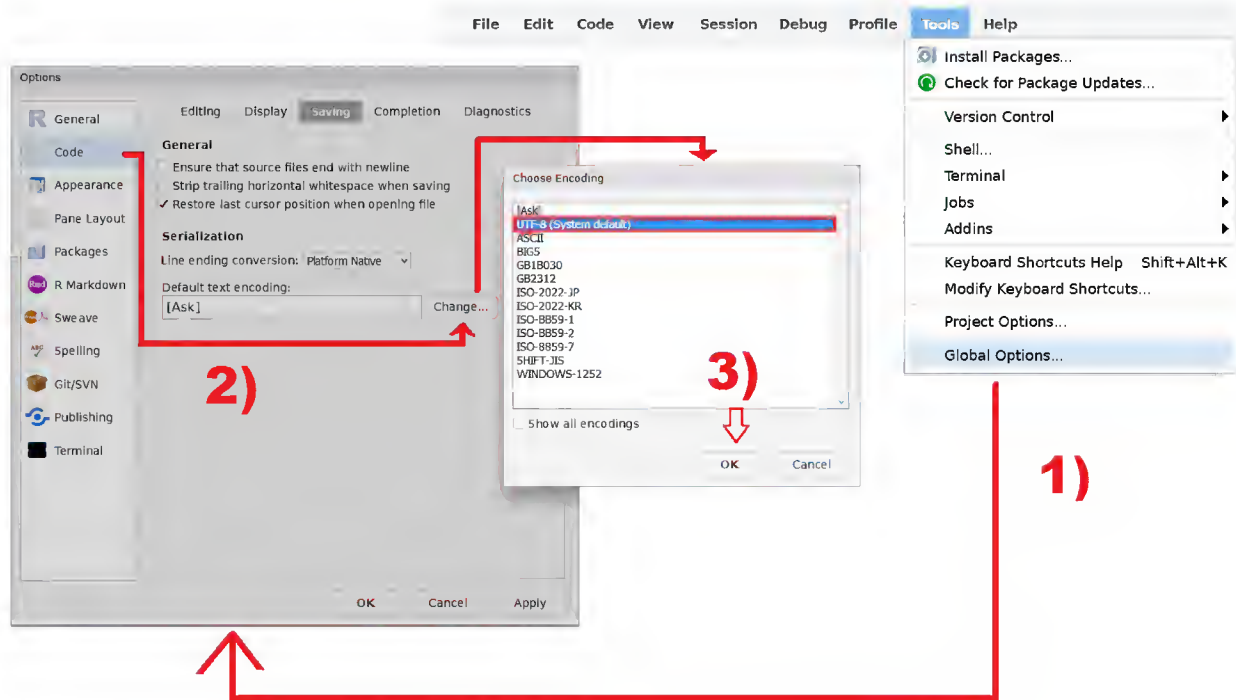 File Edit Code View Session Debug Profile Tools Help
Install Packages...
Check for Package Updates...
Version Control
Shell...
Terminal
Jobs
Addins
Keyboard Shortcuts Help Shift+Alt+K
Modify Keyboard Shortcuts...
Project Options...
Global Options...
1)
Options
General
Code
Appearance
Pane Layout
Packages
R Markdown
Sweave
Spelling
Git/SVN
Publishing
Terminal
Editing Display Saving Completion Diagnostics
General
Ensure that source files end with newline
Strip trailing horizontal whitespace when saving
✓ Restore last cursor position when opening file
Serialization
Line ending conversion: Platform Native
Default text encoding:
[Ask] Change...
2)
OK Cancel Apply
Choose Encoding
[Ask]
UTF-8 (System default)
ASCII
BIG5
GB18030
GB2312
ISO-2022-JP
ISO-2022-KR
ISO-8859-1
ISO-8859-2
ISO-8859-7
SHIFT-JIS
WINDOWS-1252
3)
Show all encodings
OK Cancel